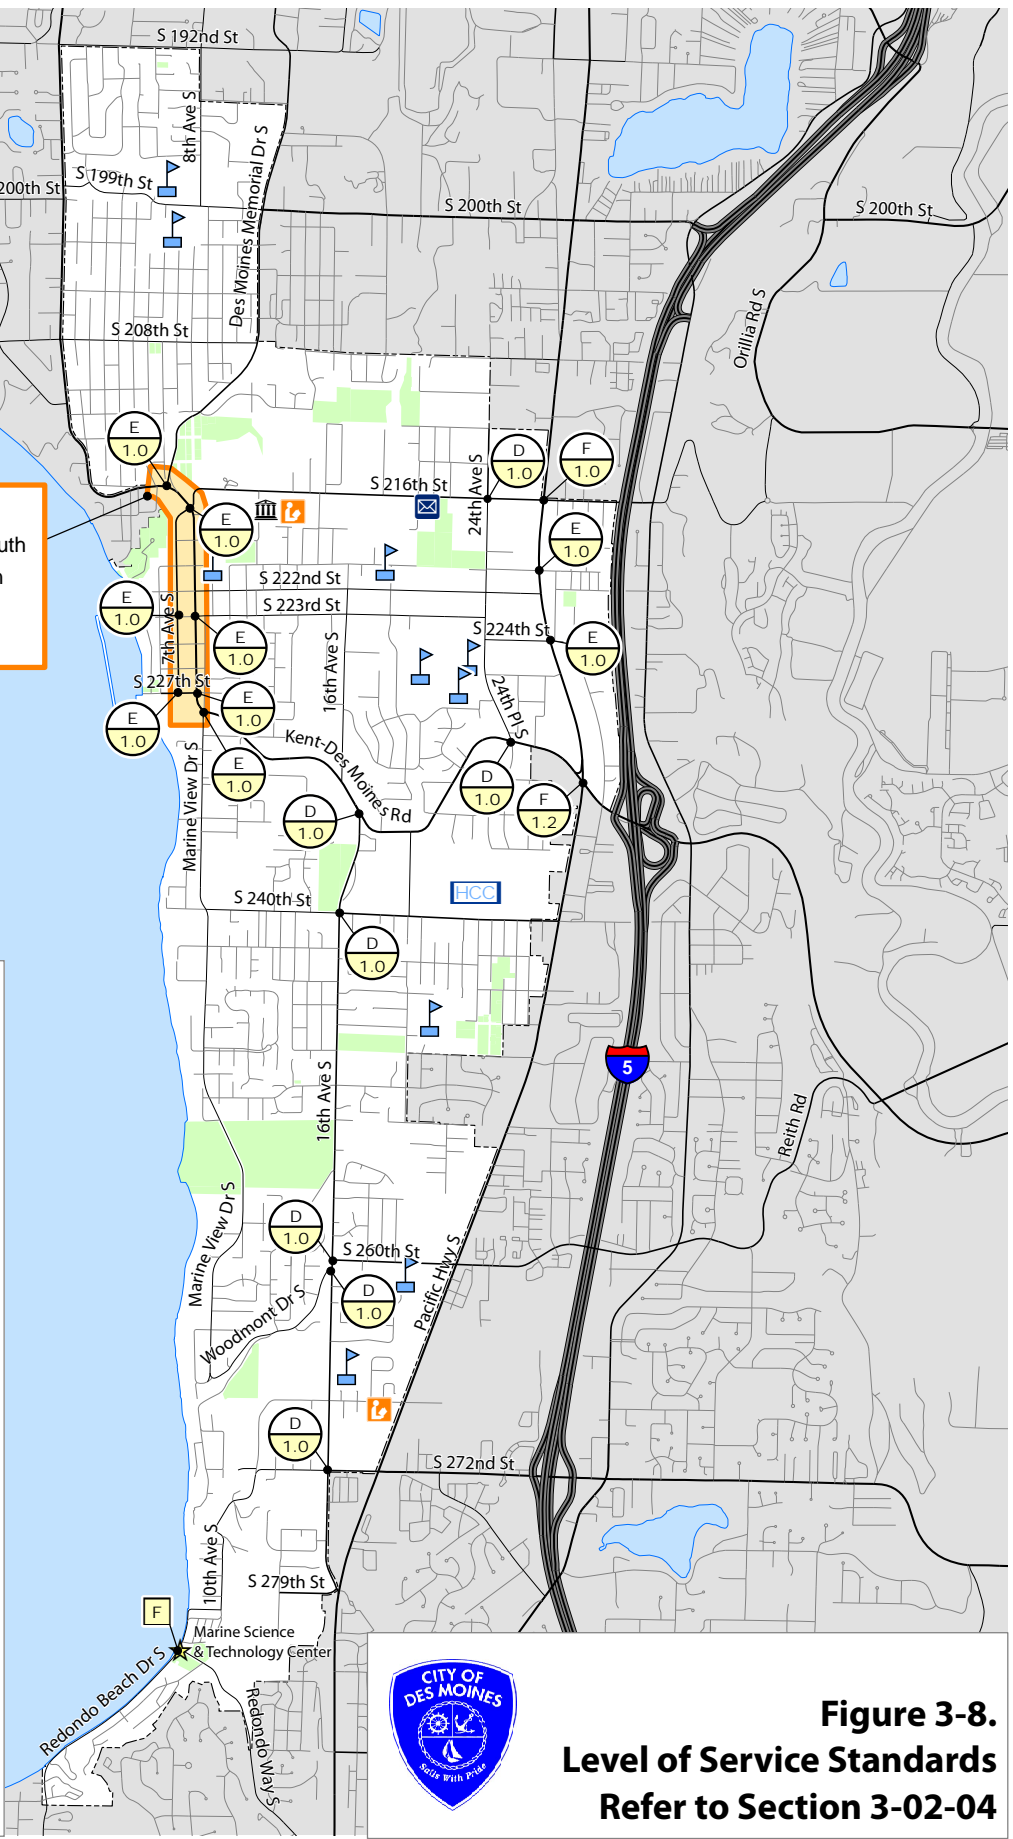 S 192nd St
8th Ave S
Des Moines Memorial Dr S
S 199th St
200th St
S 200th St
S 200th St
S 208th St
Orillia Rd S
E
1.0
D
1.0
F
1.0
S 216th St
24th Ave S
E
1.0
E
1.0
uth
n
S 222nd St
S 223rd St
E
1.0
7th Ave S
E
1.0
16th Ave S
S 224th St
E
1.0
S 227th St
E
1.0
E
1.0
24th Pl S
Kent-Des Moines Rd
E
1.0
D
1.0
D
1.0
F
1.2
Marine View Dr S
S 240th St
HCC
D
1.0
5
16th Ave S
Reith Rd
Marine View Dr S
D
1.0
S 260th St
Pacific Hwy S
D
1.0
Woodmont Dr S
D
1.0
S 272nd St
10th Ave S
S 279th St
F
Marine Science
& Technology Center
Redondo Beach Dr S
Redondo Way S
CITY OF
DES MOINES
Sails With Pride
Figure 3-8.
Level of Service Standards
Refer to Section 3-02-04